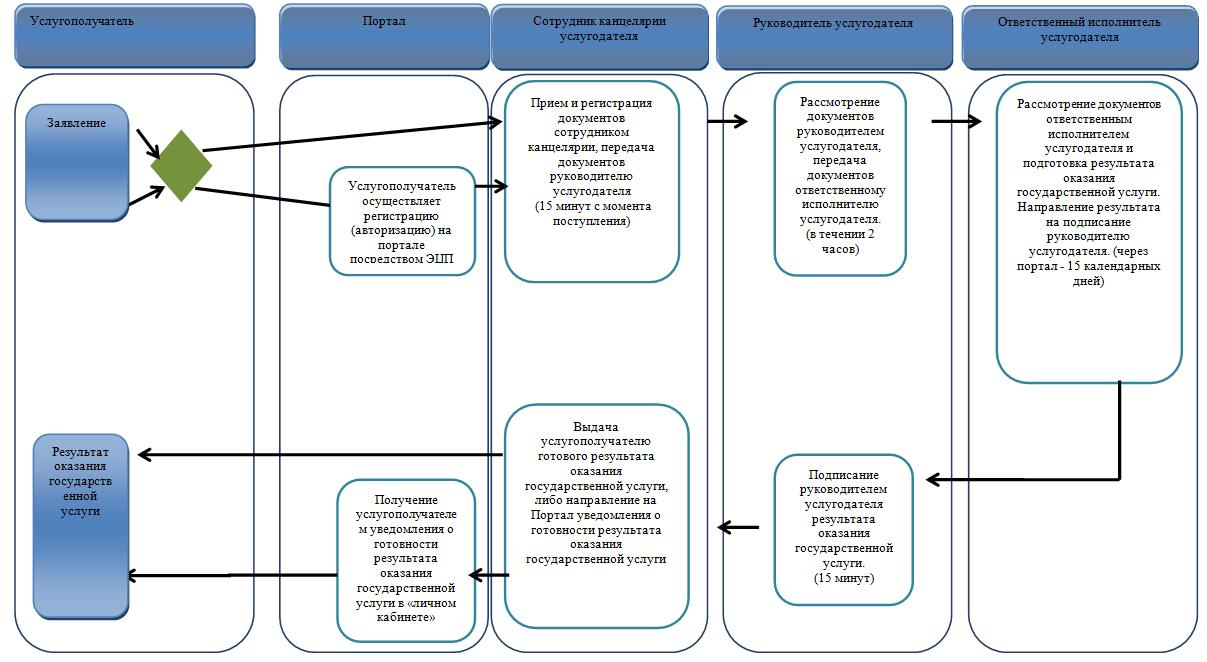 Услугополучатель
Портал
Сотрудник канцелярии
услугодателя
Руководитель услугодателя
Ответственный исполнитель
услугодателя
Заявление
Услугополучатель
осуществляет
регистрацию
(авторизацию) на
портале
посредством ЭЦП
Прием и регистрация
документов
сотрудником
канцелярии, передача
документов
руководителю
услугодателя
(15 минут с момента
поступления)
Рассмотрение
документов
руководителем
услугодателя,
передача
документов
ответственному
исполнителю
услугодателя.
(в течении 2
часов)
Рассмотрение документов
ответственным
исполнителем
услугодателя и
подготовка результата
оказания
государственной услуги.
Направление результата
на подписание
руководителю
услугодателя. (через
портал - 15 календарных
дней)
Результат
оказания
государств
енной
услуги
Получение
услугополучателе
м уведомления о
готовности
результата
оказания
государственной
услуги в «личном
кабинете»
Выдача
услугополучателю
готового результата
оказания
государственной услуги,
либо направление на
Портал уведомления о
готовности результата
оказания
государственной услуги
Подписание
руководителем
услугодателя
результата
оказания
государственной
услуги.
(15 минут)